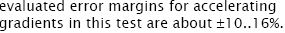 evaluated error margins for accelerating
gradients in this test are about ±10..16%.